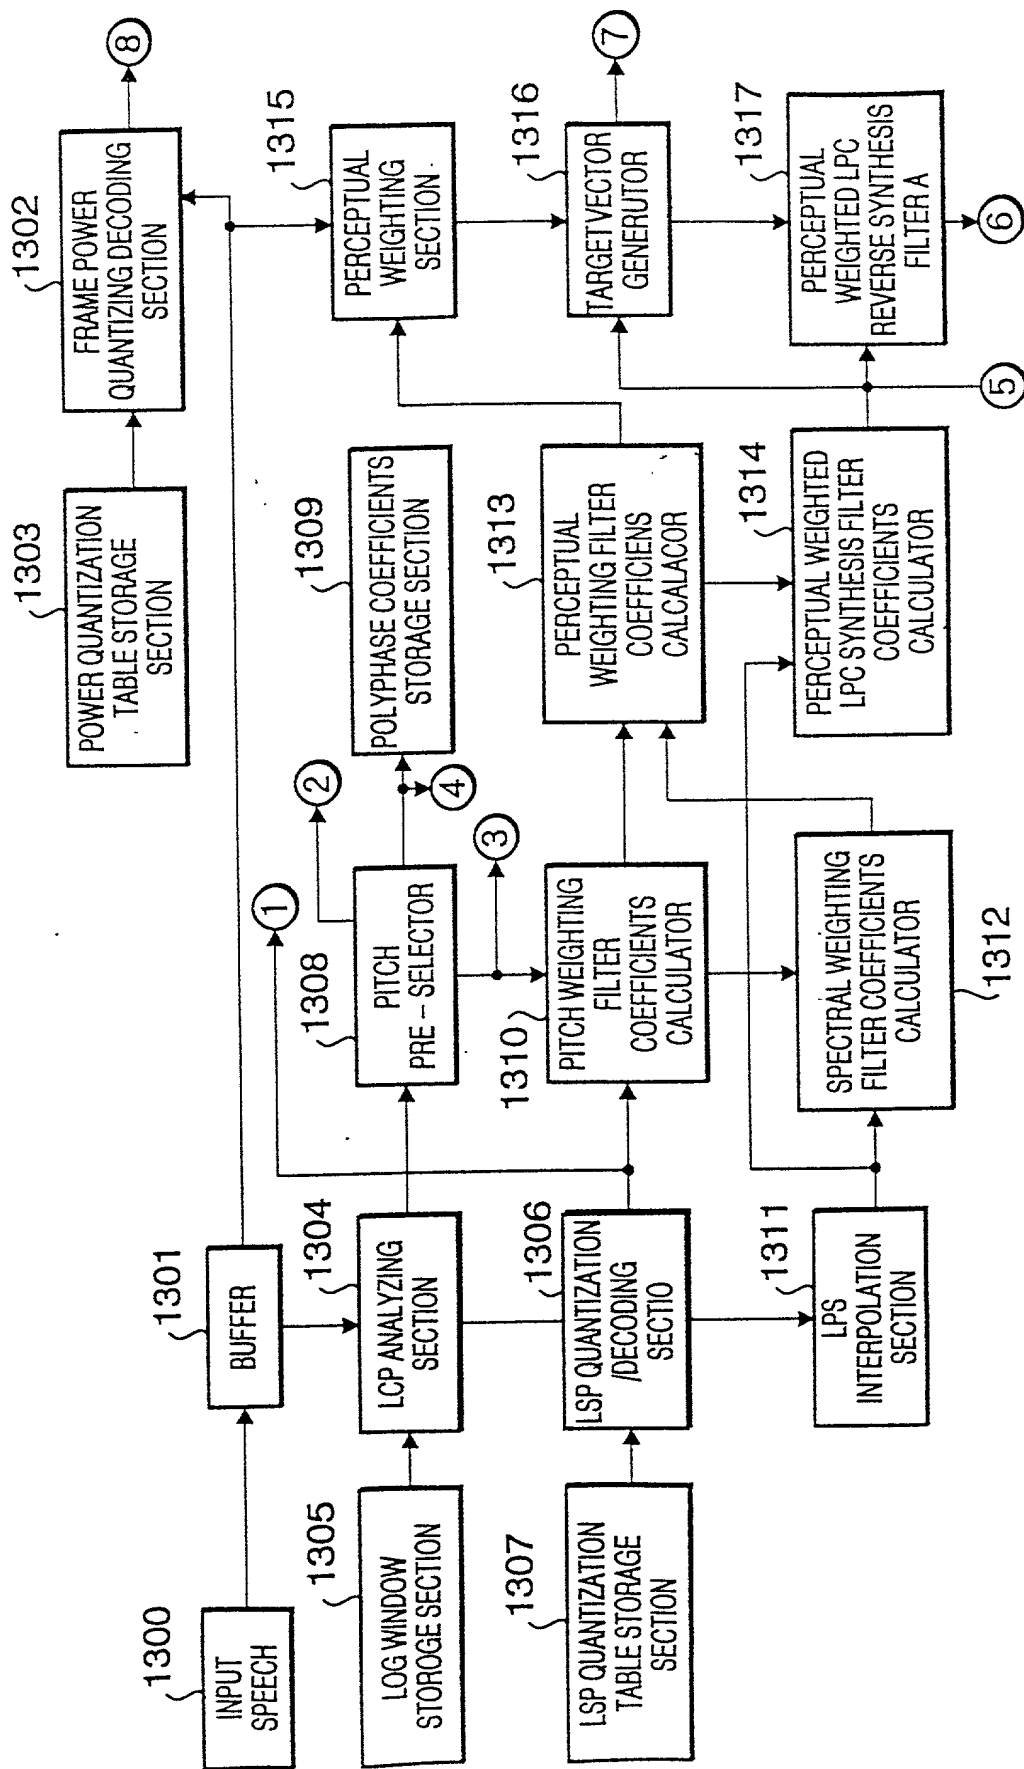 1300
INPUT
SPEECH
1301
BUFFER
1302
FRAME POWER
QUANTIZING DECODING
SECTION
8
1303
POWER QUANTIZATION
TABLE STORAGE
SECTION
1305
LOG WINDOW
STOROGE SECTION
1304
LCP ANALYZING
SECTION
1
1308
PITCH
PRE-SELECTOR
2
4
3
1309
POLYPHASE COEFFICIENTS
STORAGE SECTION
1315
PERCEPTUAL
WEIGHTING
SECTION
1307
LSP QUANTIZATION
TABLE STORAGE
SECTION
1306
LSP QUANTIZATION
/DECODING
SECTIO
1310
PITCH WEIGHTING
FILTER
COEFFICIENTS
CALCULATOR
1313
PERCEPTUAL
WEIGHTING FILTER
COEFFICIENS
CALCALACOR
1316
TARGET VECTOR
GENERUTOR
7
1311
LPS
INTERPOLATION
SECTION
SPECTRAL WEIGHTING
FILTER COEFFICIENTS
CALCULATOR
1312
1314
PERCEPTUAL WEIGHTED
LPC SYNTHESIS FILTER
COEFFICIENTS
CALCULATOR
5
1317
PERCEPTUAL
WEIGHTED LPC
REVERSE SYNTHESIS
FILTER A
6